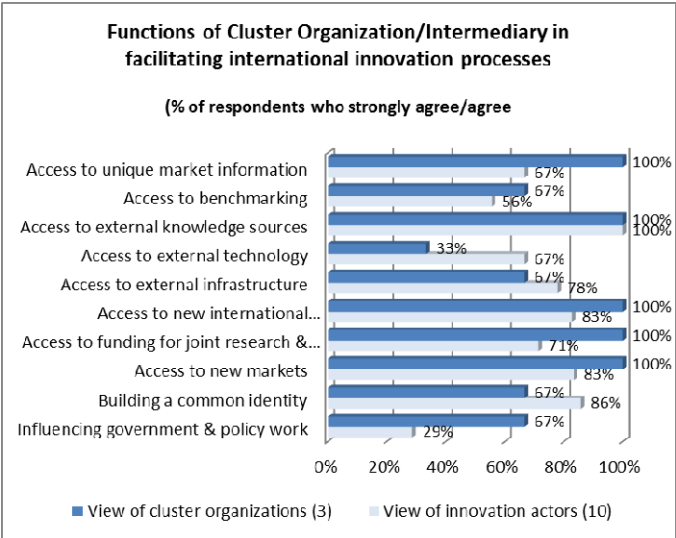 Functions of Cluster Organization/Intermediary in
facilitating international innovation processes
(% of respondents who strongly agree/agree
Access to unique market information
100%
67%
Access to benchmarking
67%
56%
Access to external knowledge sources
100%
100%
Access to external technology
33%
67%
Access to external infrastructure
67%
78%
Access to new international...
100%
83%
Access to funding for joint research &...
100%
71%
Access to new markets
100%
83%
Building a common identity
67%
86%
Influencing government & policy work
67%
29%
0% 20% 40% 60% 80% 100%
View of cluster organizations (3) View of innovation actors (10)